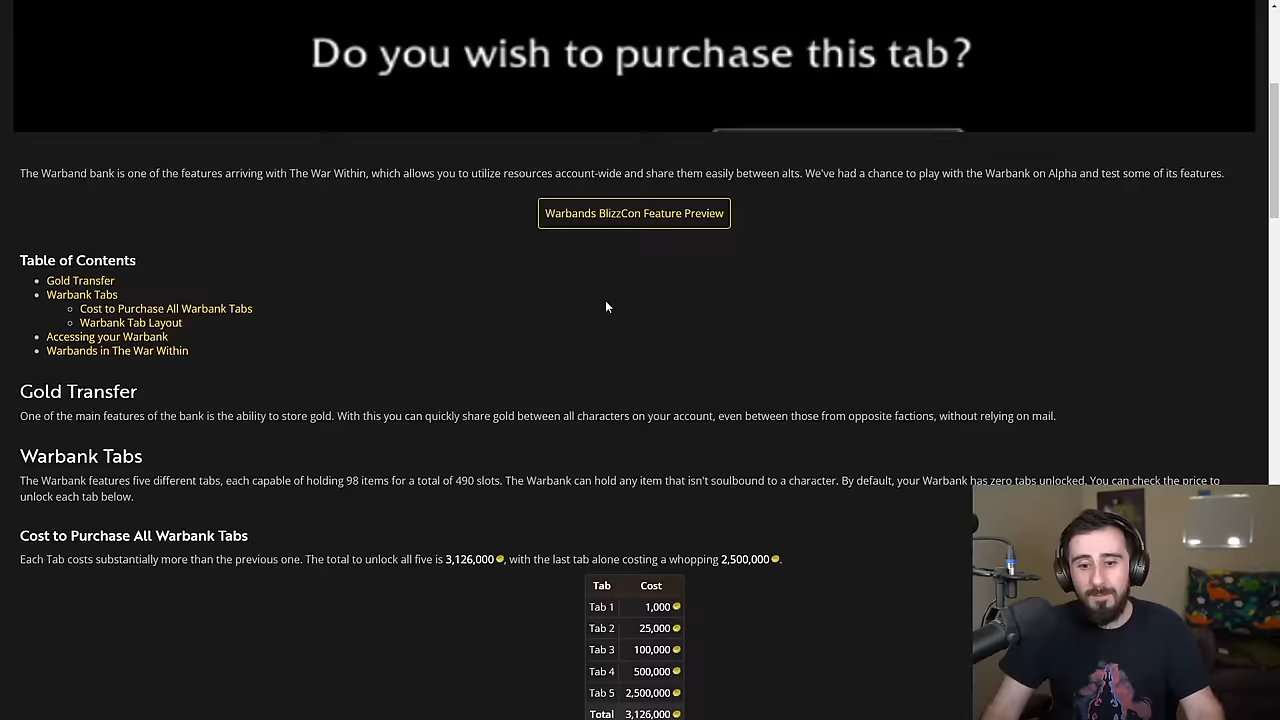 Do you wish to purchase this tab?
The Warband bank is one of the features arriving with The War Within, which allows you to utilize resources account-wide and share them easily between alts. We've had a chance to play with the Warbank on Alpha and test some of its features.
Warbands BlizzCon Feature Preview
Table of Contents
Gold Transfer
Warbank Tabs
Cost to Purchase All Warbank Tabs
Warbank Tab Layout
Accessing your Warbank
Warbands in The War Within
Gold Transfer
One of the main features of the bank is the ability to store gold. With this you can quickly share gold between all characters on your account, even between those from opposite factions, without relying on mail.
Warbank Tabs
The Warbank features five different tabs, each capable of holding 98 items for a total of 490 slots. The Warbank can hold any item that isn't soulbound to a character. By default, your Warbank has zero tabs unlocked. You can check the price to
unlock each tab below.
Cost to Purchase All Warbank Tabs
Each Tab costs substantially more than the previous one. The total to unlock all five is 3,126,000, with the last tab alone costing a whopping 2,500,000.
Tab Cost
Tab 1 1,000
Tab 2 25,000
Tab 3 100,000
Tab 4 500,000
Tab 5 2,500,000
Total 3,126,000